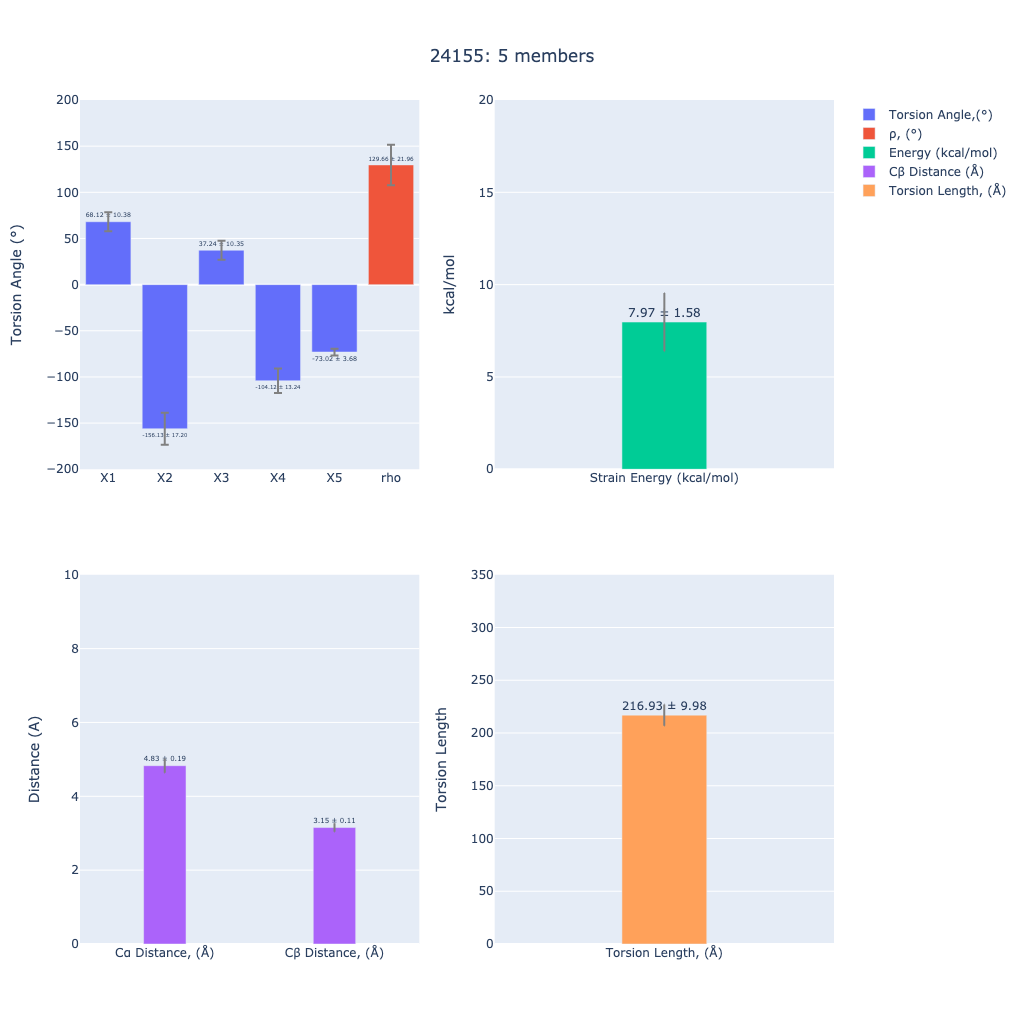 24155: 5 members
200
150
100
50
0
−50
−100
−150
−200
Torsion Angle (°)
68.12 ± 10.38
-156.13 ± 17.20
37.24 ± 10.35
-104.12 ± 13.24
-73.02 ± 3.68
129.66 ± 21.96
X1 X2 X3 X4 X5 rho
20
15
10
5
0
kcal/mol
7.97 ± 1.58
Strain Energy (kcal/mol)
Torsion Angle,(°)
ρ, (°)
Energy (kcal/mol)
Cβ Distance (Å)
Torsion Length, (Å)
10
8
6
4
2
0
Distance (A)
4.83 ± 0.19
3.15 ± 0.11
Cα Distance, (Å) Cβ Distance, (Å)
350
300
250
200
150
100
50
0
Torsion Length
216.93 ± 9.98
Torsion Length, (Å)